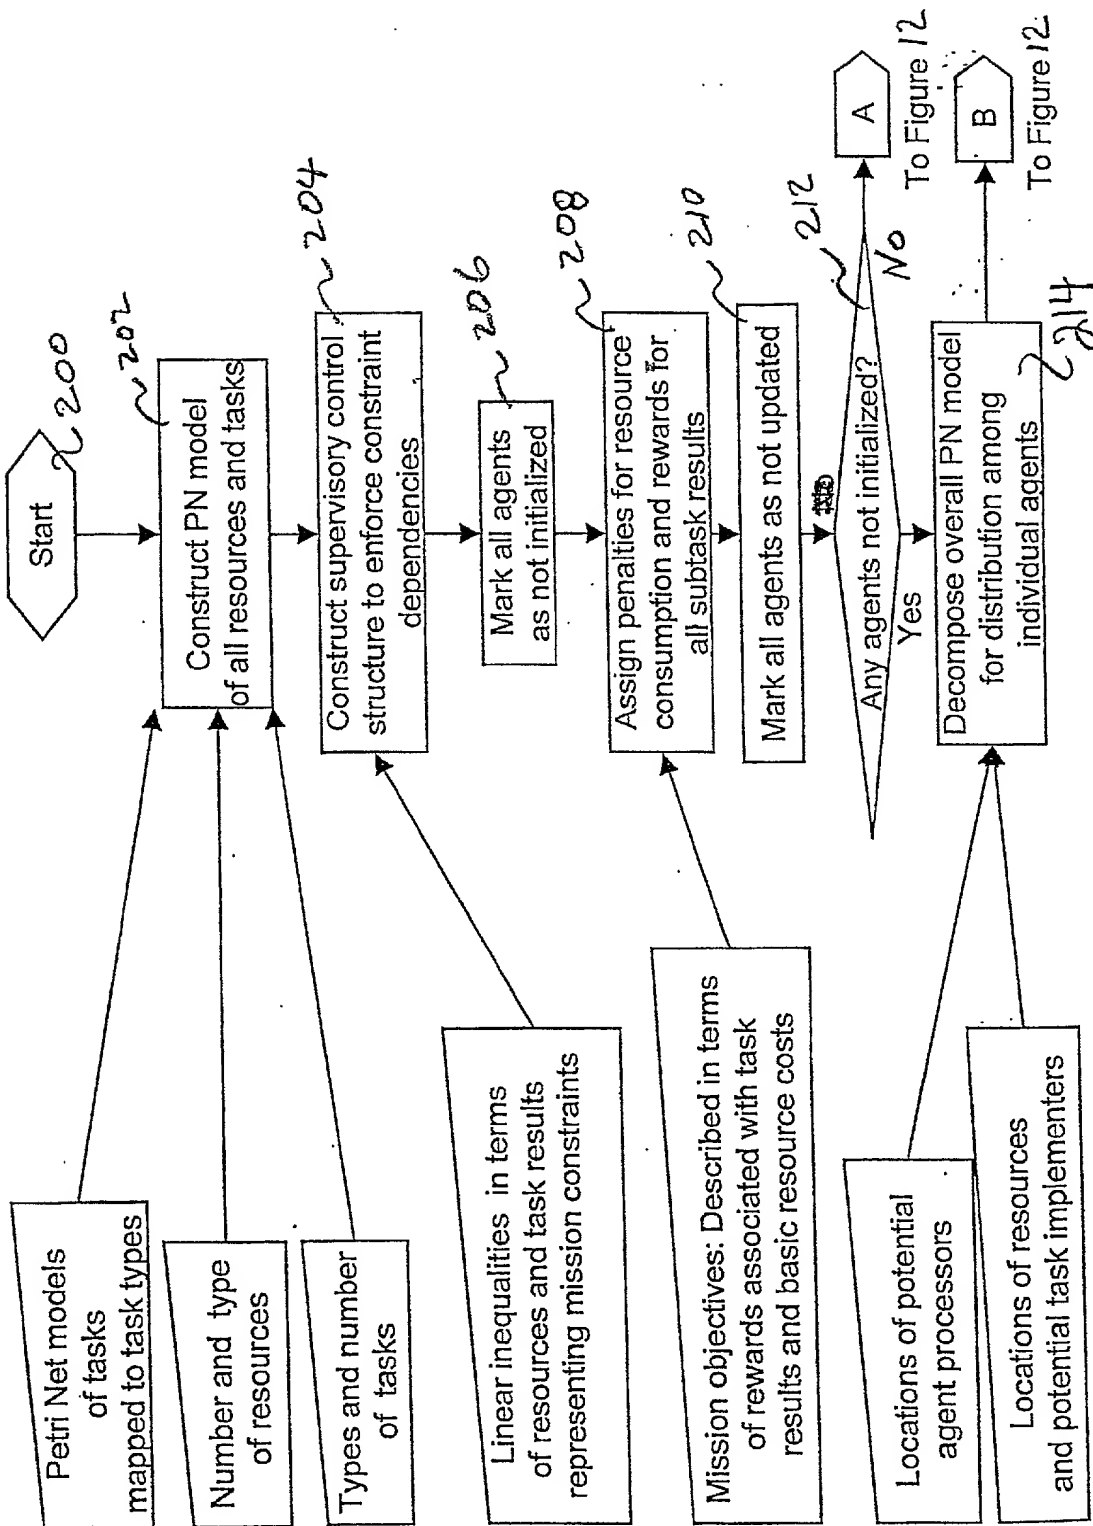 Start
200
Petri Net models
of tasks
mapped to task types
Number and type
of resources
Types and number
of tasks
Construct PN model
of all resources and tasks
202
Linear inequalities in terms
of resources and task results
representing mission constraints
Construct supervisory control
structure to enforce constraint
dependencies
204
Mark all agents
as not initialized
206
Mission objectives: Described in terms
of rewards associated with task
results and basic resource costs
Assign penalties for resource
consumption and rewards for
all subtask results
208
Mark all agents as not updated
210
Any agents not initialized?
212
No
A
To Figure 12
Yes
Locations of potential
agent processors
Locations of resources
and potential task implementers
Decompose overall PN model
for distribution among
individual agents
214
B
To Figure 12